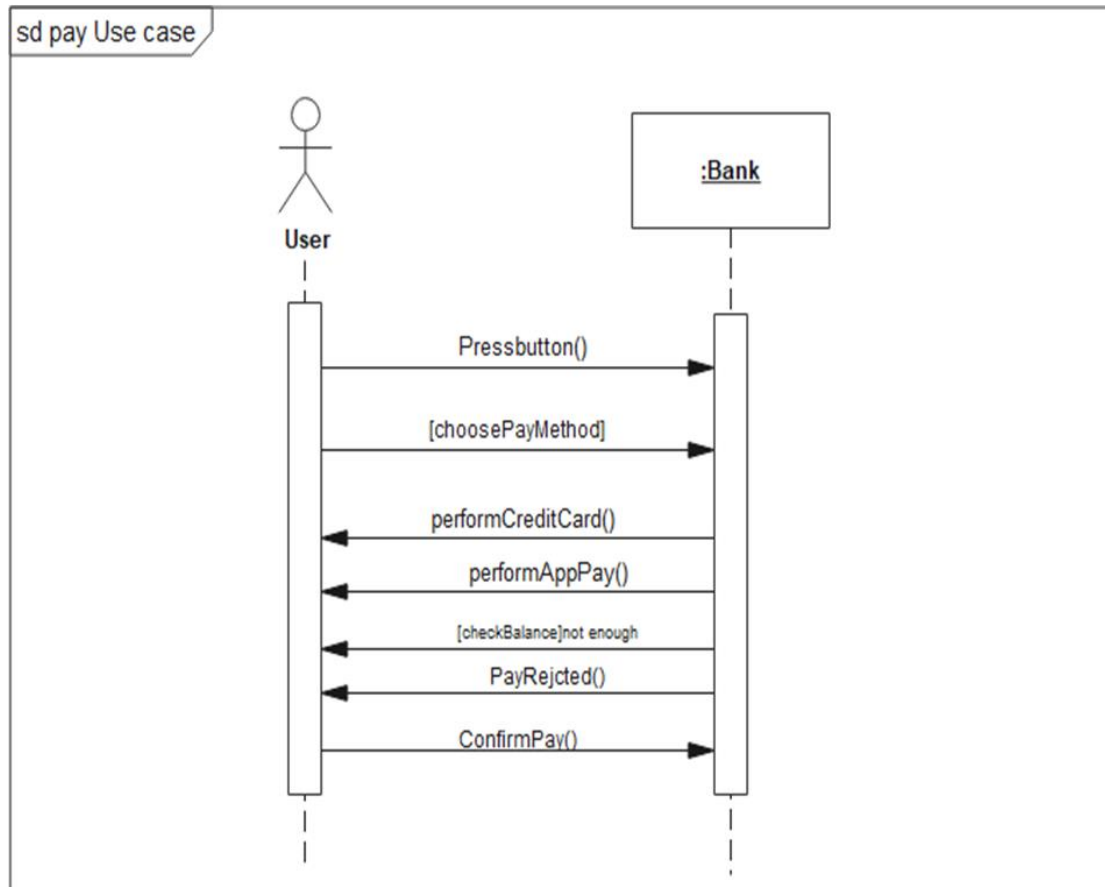 sd pay Use case
:Bank
User
Pressbutton()
[choosePayMethod]
performCreditCard()
performAppPay()
[checkBalance]not enough
PayRejcted()
ConfirmPay()